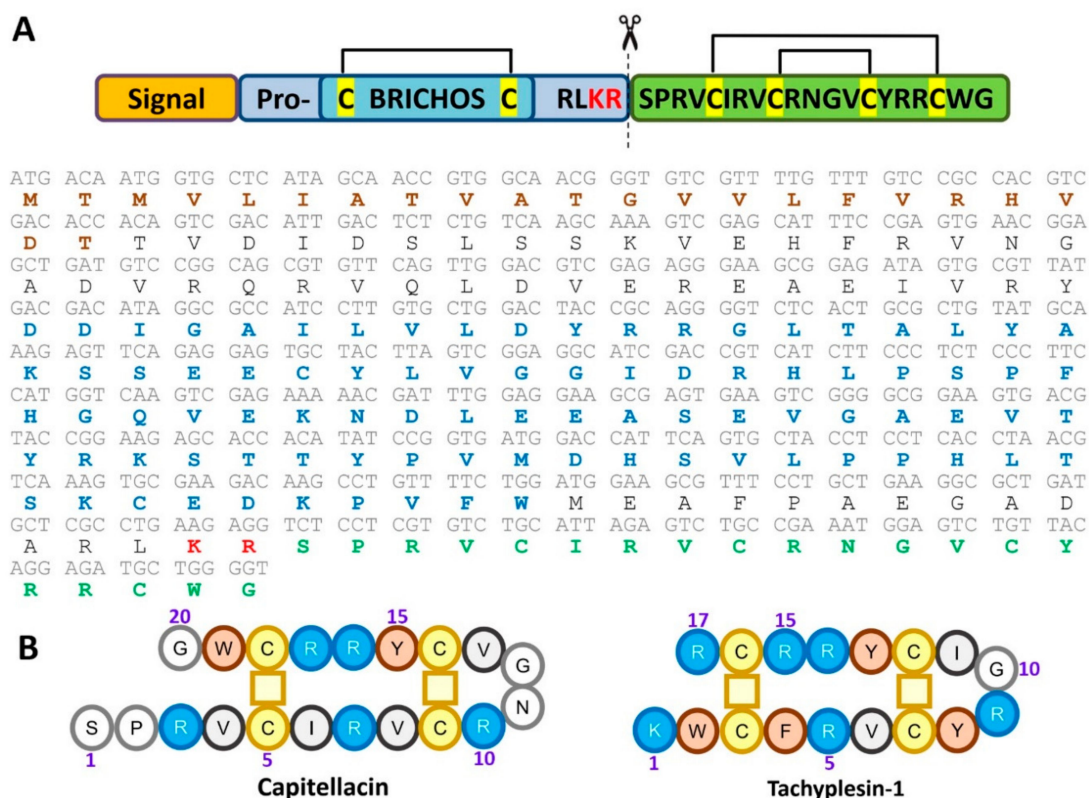 A
Signal Pro- C BRICHOS C RLKR SPRVCIRVCRNGVCYRRCWG
ATG ACA ATG GTG CTC ATA GCA ACC GTG GCA ACG GGT GTC GTT TTG TTT GTC CGC CAC GTC
M T M V L I A T V A T G V V L F V R H V
GAC ACC ACA GTC GAC ATT GAC TCT CTG TCA AGC AAA GTC GAG CAT TTC CGA GTG AAC GGA
D T T V D I D S L S S K V E H F R V N G
GCT GAT GTC CGG CAG CGT GTT CAG TTG GAC GTC GAG AGG GAA GCG GAG ATA GTG CGT TAT
A D V R Q R V Q L D V E R E A E I V R Y
GAC GAC ATA GGC GCC ATC CTT GTG CTG GAC TAC CGC AGG GGT CTC ACT GCG CTG TAT GCA
D D I G A I L V L D Y R R G L T A L Y A
AAG AGT TCA GAG GAG TGC TAC TTA GTC GGA GGC ATC GAC CGT CAT CTT CCC TCT CCC TTC
K S S E E C Y L V G G I D R H L P S P F
CAT GGT CAA GTC GAG AAA AAC GAT TTG GAG GAA GCG AGT GAA GTC GGG GCG GAA GTG ACG
H G Q V E K N D L E E A S E V G A E V T
TAC CGG AAG AGC ACC ACA TAT CCG GTG ATG GAC CAT TCA GTG CTA CCT CCT CAC CTA ACG
Y R K S T T Y P V M D H S V L P P H L T
TCA AAG TGC GAA GAC AAG CCT GTT TTC TGG ATG GAA GCG TTT CCT GCT GAA GGC GCT GAT
S K C E D K P V F W M E A F P A E G A D
GCT CGC CTG AAG AGG TCT CCT CGT GTC TGC ATT AGA GTC TGC CGA AAT GGA GTC TGT TAC
A R L K R S P R V C I R V C R N G V C Y
AGG AGA TGC TGG GGT
R R C W G
B
20 15
G W C R R Y C V G
N
S P R V C I R V C R
1 5 10
Capitellacin
17 15
R C R R Y C I G 10
R
K W C F R V C Y
1 5
Tachyplesin-1